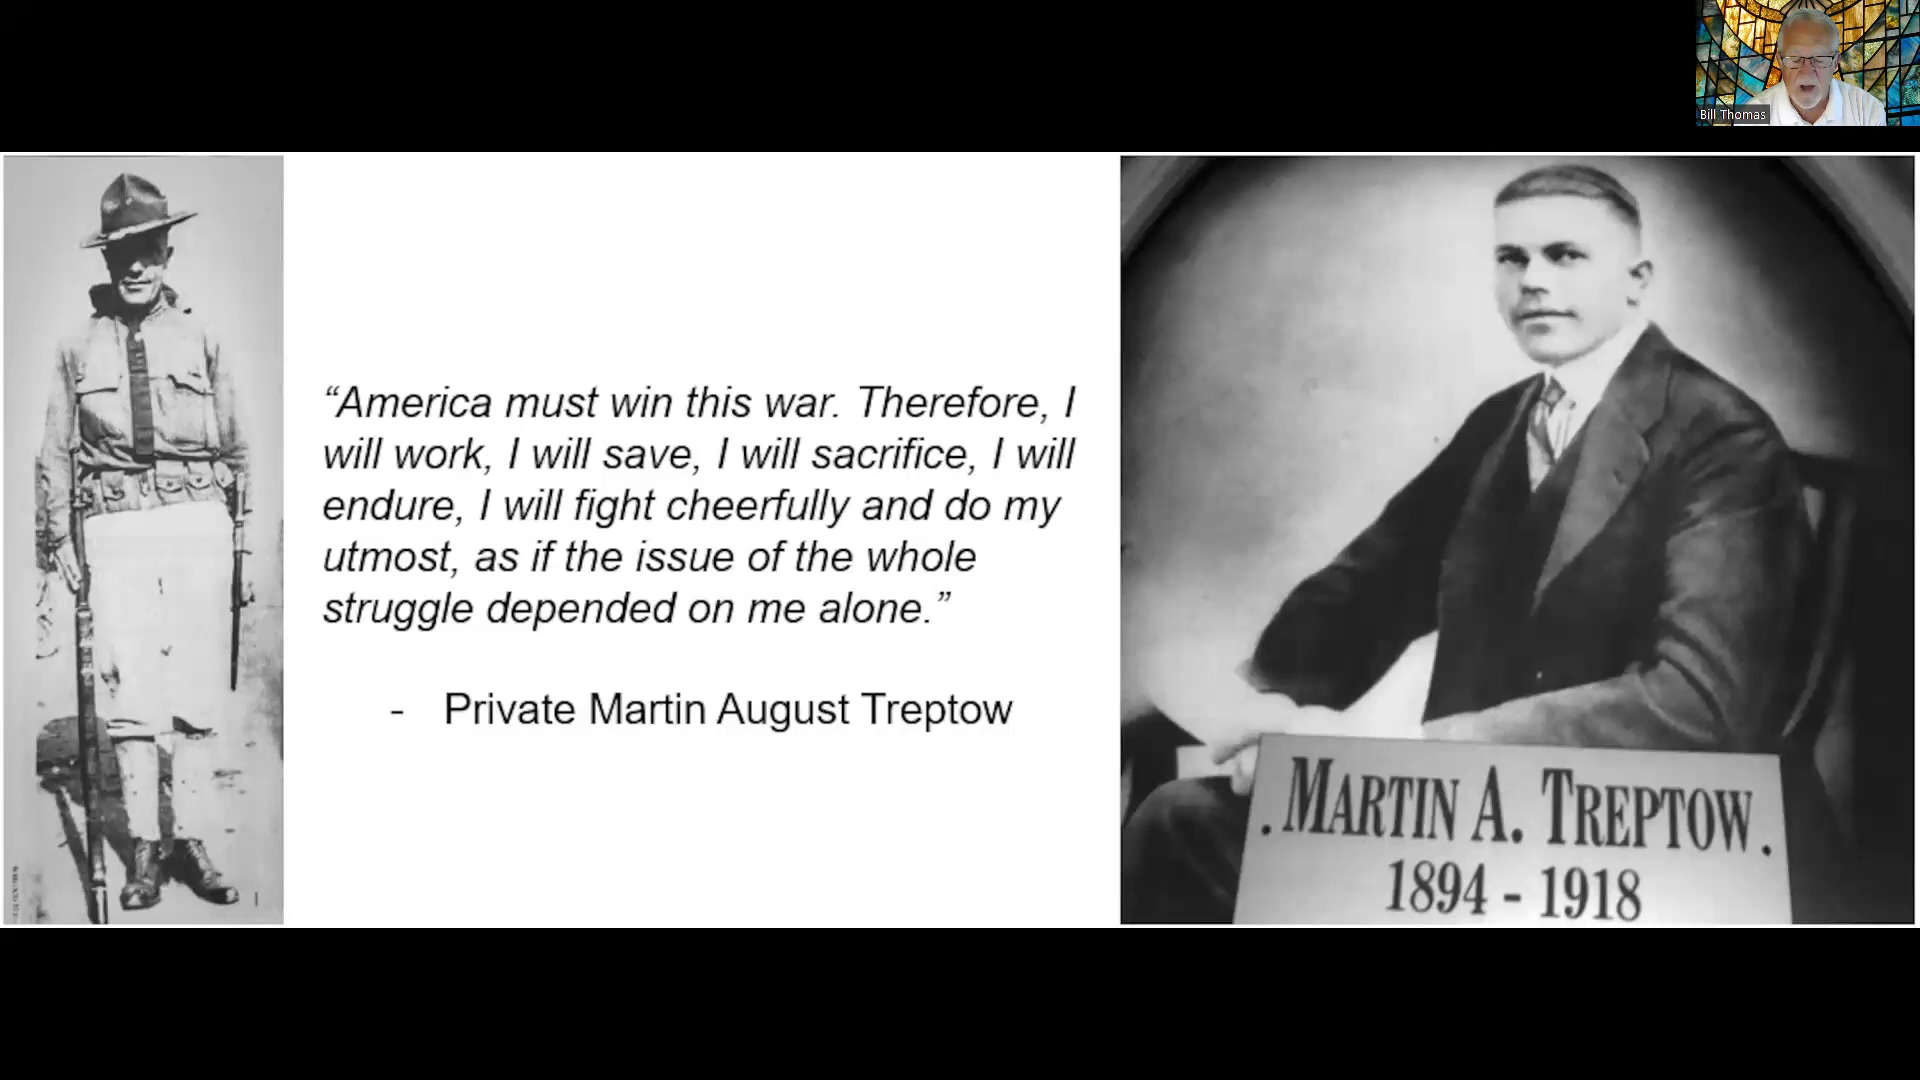 Bill Thomas
“America must win this war. Therefore, I
will work, I will save, I will sacrifice, I will
endure, I will fight cheerfully and do my
utmost, as if the issue of the whole
struggle depended on me alone.”
- Private Martin August Treptow
. MARTIN A. TREPTOW.
1894 - 1918